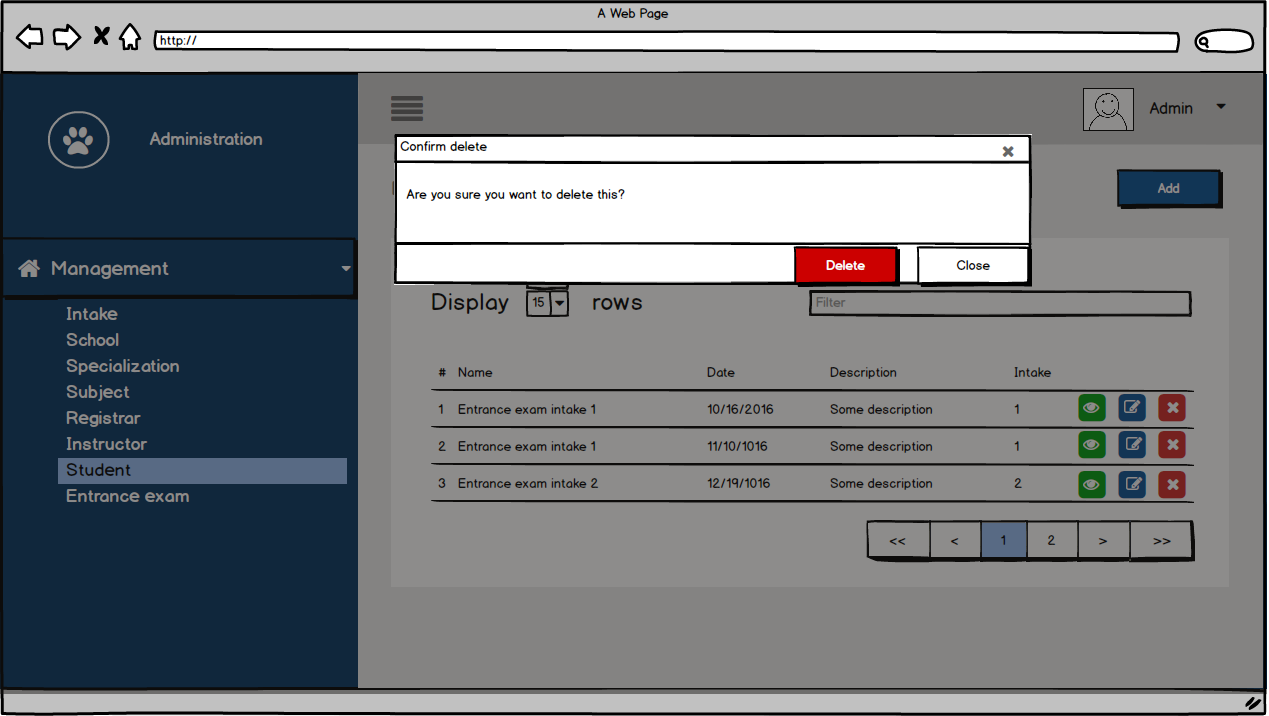 A Web Page
http://
Administration
Admin
Confirm delete
Are you sure you want to delete this?
Add
Delete Close
Management
Intake
School
Specialization
Subject
Registrar
Instructor
Student
Entrance exam
Display 15 rows Filter
# Name Date Description Intake
1 Entrance exam intake 1 10/16/2016 Some description 1
2 Entrance exam intake 1 11/10/1016 Some description 1
3 Entrance exam intake 2 12/19/1016 Some description 2
<< < 1 2 > >>